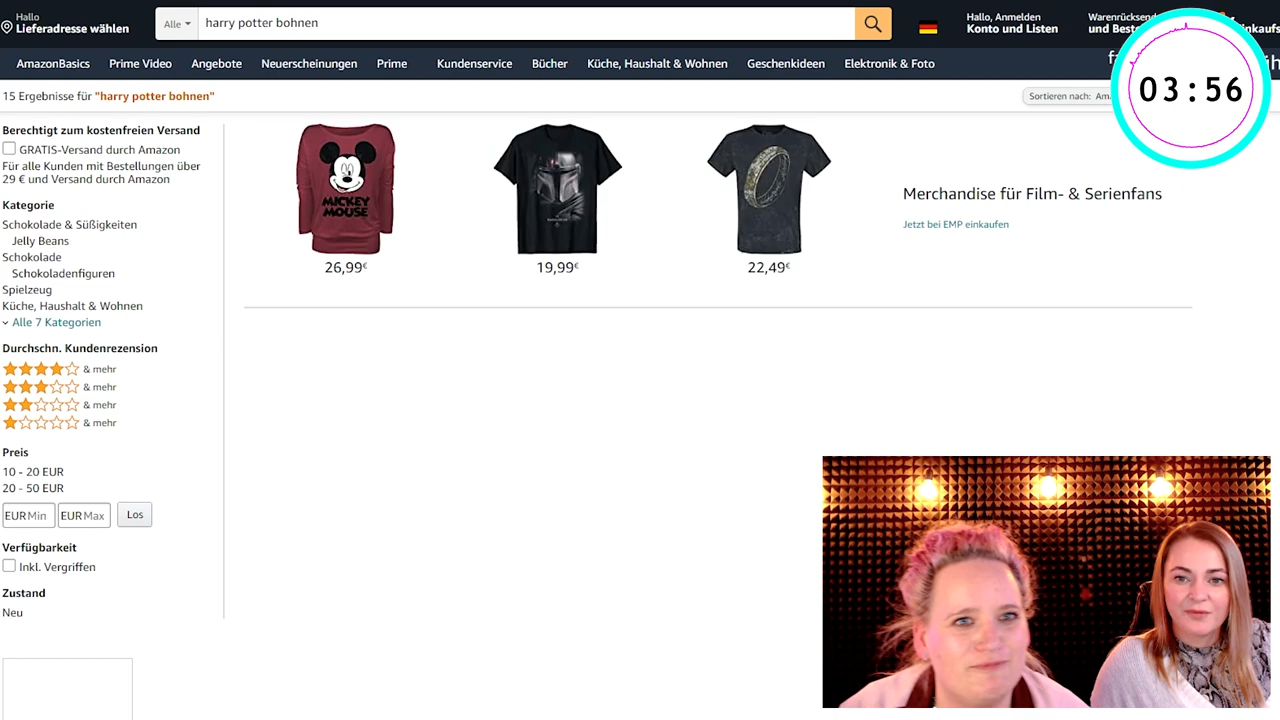 Hallo
Lieferadresse wählen
Alle
harry potter bohnen
Hallo, Anmelden
Konto und Listen
AmazonBasics
Prime Video
Angebote
Neuerscheinungen
Prime
Kundenservice
Bücher
Küche, Haushalt & Wohnen
Geschenkideen
Elektronik & Foto
03:56
15 Ergebnisse für "harry potter bohnen"
Sortieren nach:
Berechtigt zum kostenfreien Versand
GRATIS-Versand durch Amazon
Für alle Kunden mit Bestellungen über
29 € und Versand durch Amazon
Kategorie
Schokolade & Süßigkeiten
Jelly Beans
Schokolade
Schokoladenfiguren
Spielzeug
Küche, Haushalt & Wohnen
Alle 7 Kategorien
Durchschn. Kundenrezension
& mehr
& mehr
& mehr
& mehr
Preis
10 - 20 EUR
20 - 50 EUR
EUR Min
EUR Max
Los
Verfügbarkeit
Inkl. Vergriffen
Zustand
Neu
MICKEY
MOUSE
26,99€
19,99€
22,49€
Merchandise für Film- & Serienfans
Jetzt bei EMP einkaufen